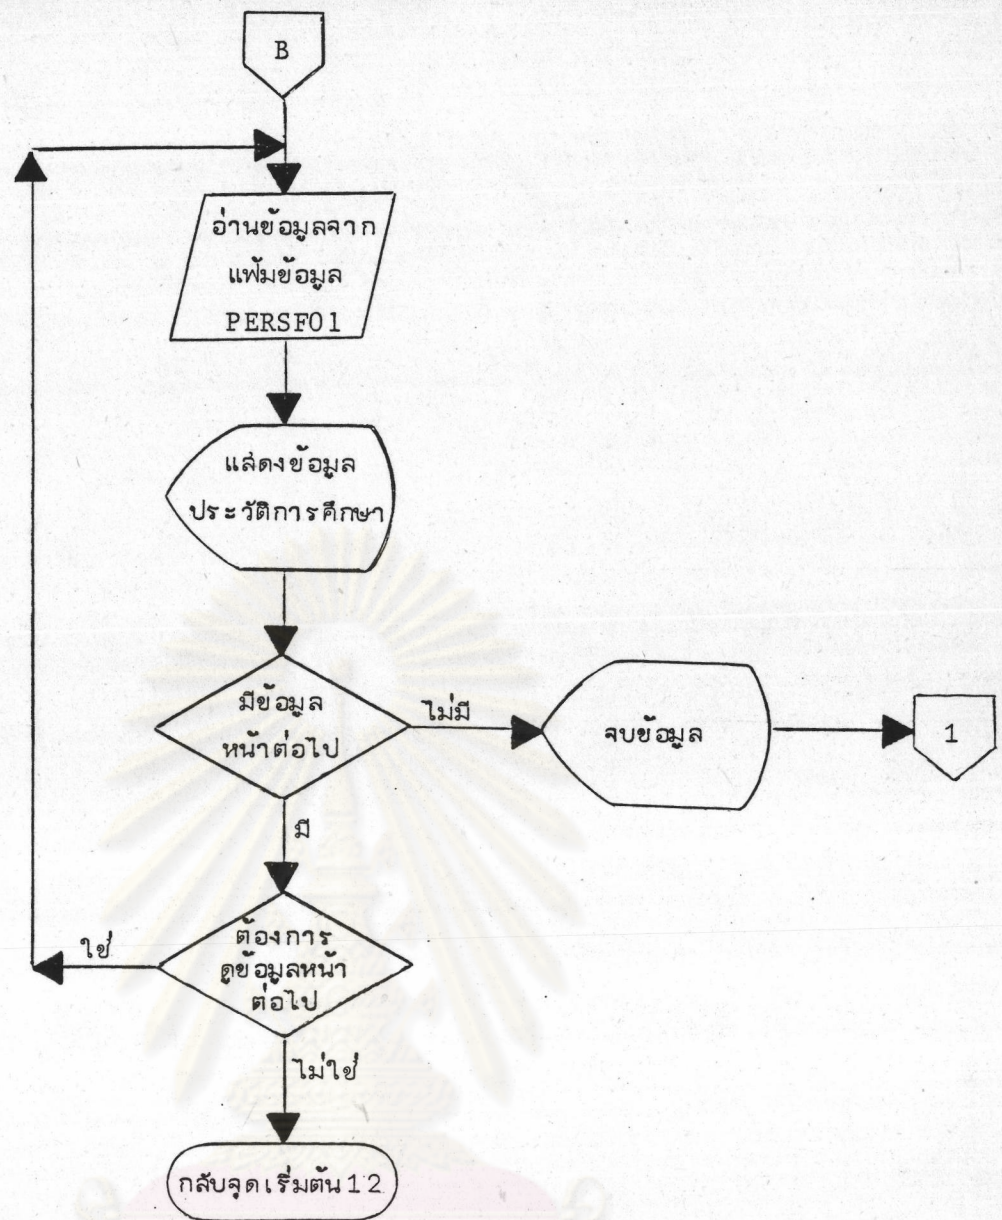 B
อ่านข้อมูลจาก
แฟ้มข้อมูล
PERSF01
แสดงข้อมูล
ประวัติการศึกษา
มีข้อมูล
หน้าต่อไป
ไม่มี
จบข้อมูล
1
มี
ต้องการ
ดูข้อมูลหน้า
ต่อไป
ใช่
ไม่ใช่
กลับจุดเริ่มต้น12